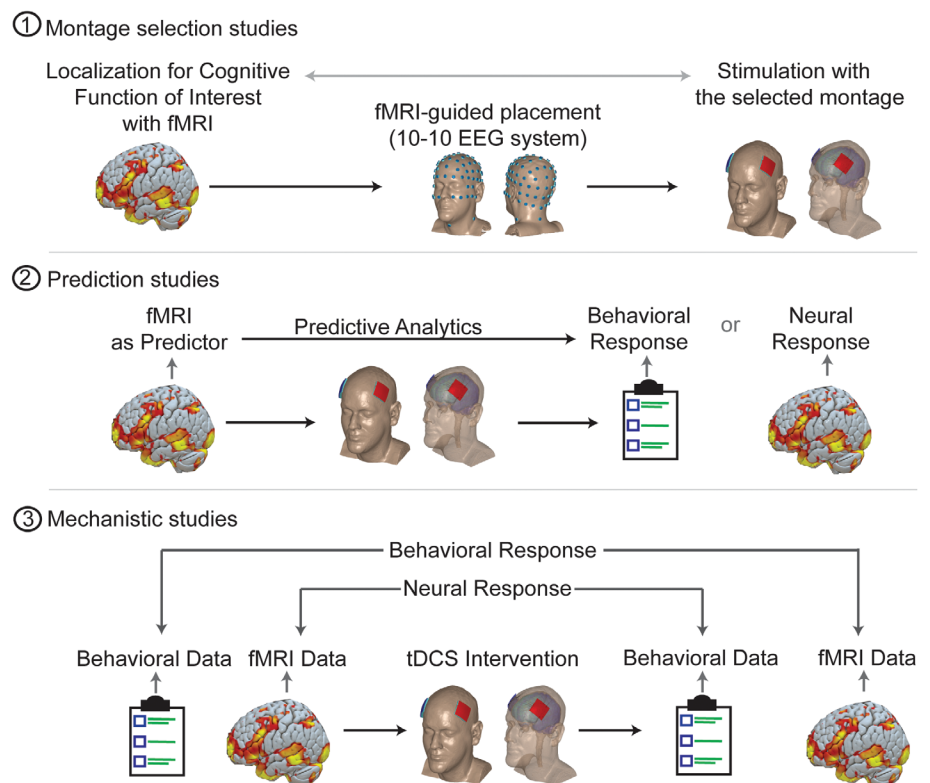 1 Montage selection studies
Localization for Cognitive
Function of Interest
with fMRI
fMRI-guided placement
(10-10 EEG system)
Stimulation with
the selected montage
2 Prediction studies
fMRI
as Predictor
Predictive Analytics
Behavioral
Response
or
Neural
Response
3 Mechanistic studies
Behavioral Response
Neural Response
Behavioral Data
fMRI Data
tDCS Intervention
Behavioral Data
fMRI Data